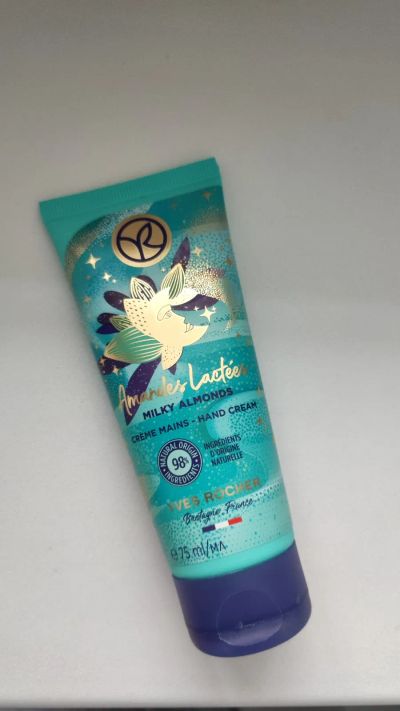 Amandes Lactées
MILKY ALMONDS
CRÈME MAINS - HAND CREAM
NATURAL ORIGIN
98%
INGREDIENTS
INGRÉDIENTS
D'ORIGINE
NATURELLE
YVES ROCHER
Bretagne, France
e 75 ml/мл